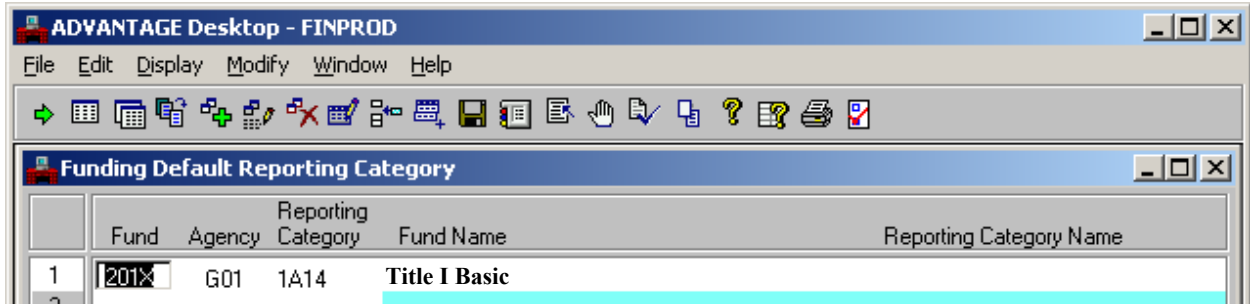 ADVANTAGE Desktop - FINPROD
File Edit Display Modify Window Help
Funding Default Reporting Category
Fund Agency Reporting Category Fund Name Reporting Category Name
1 201X G01 1A14 Title I Basic